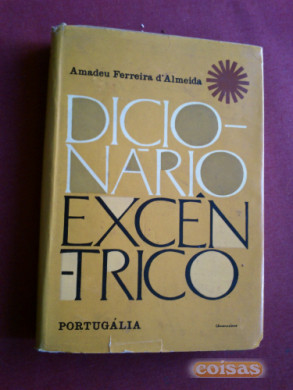 Amadeu Ferreira d'Almeida
DICIO-
NÁRIO
EXCÊN
-TRICO
PORTUGÁLIA
coisas